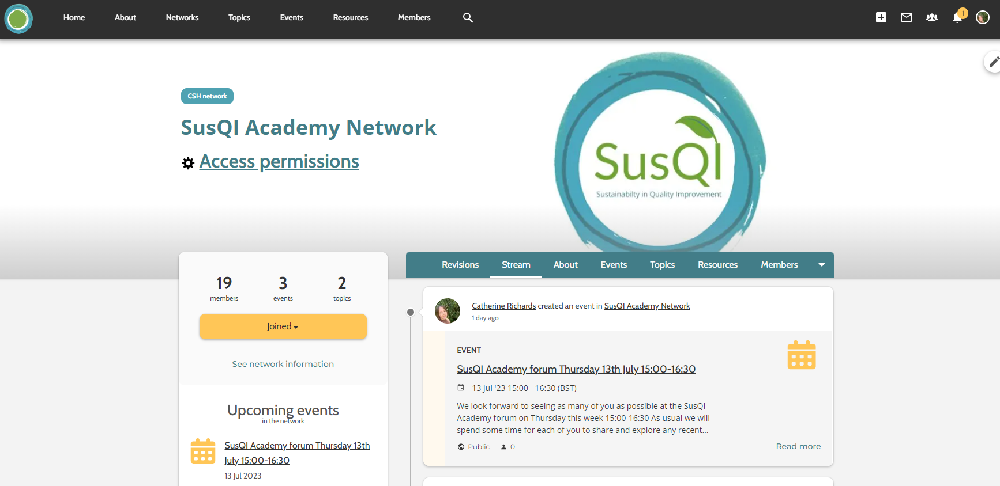 Home
About
Networks
Topics
Events
Resources
Members
1
CSH network
SusQI Academy Network
Access permissions
SusQI
Sustainabilty in Quality Improvement
19
members
3
events
2
topics
Joined
See network information
Upcoming events
in the network
SusQI Academy forum Thursday 13th
July 15:00-16:30
13 Jul 2023
Revisions
Stream
About
Events
Topics
Resources
Members
Catherine Richards created an event in SusQI Academy Network
1 day ago
EVENT
SusQI Academy forum Thursday 13th July 15:00-16:30
13 Jul '23 15:00 - 16:30 (BST)
We look forward to seeing as many of you as possible at the SusQI
Academy forum on Thursday this week 15:00-16:30 As usual we will
spend some time for each of you to share and explore any recent...
Public
0
Read more